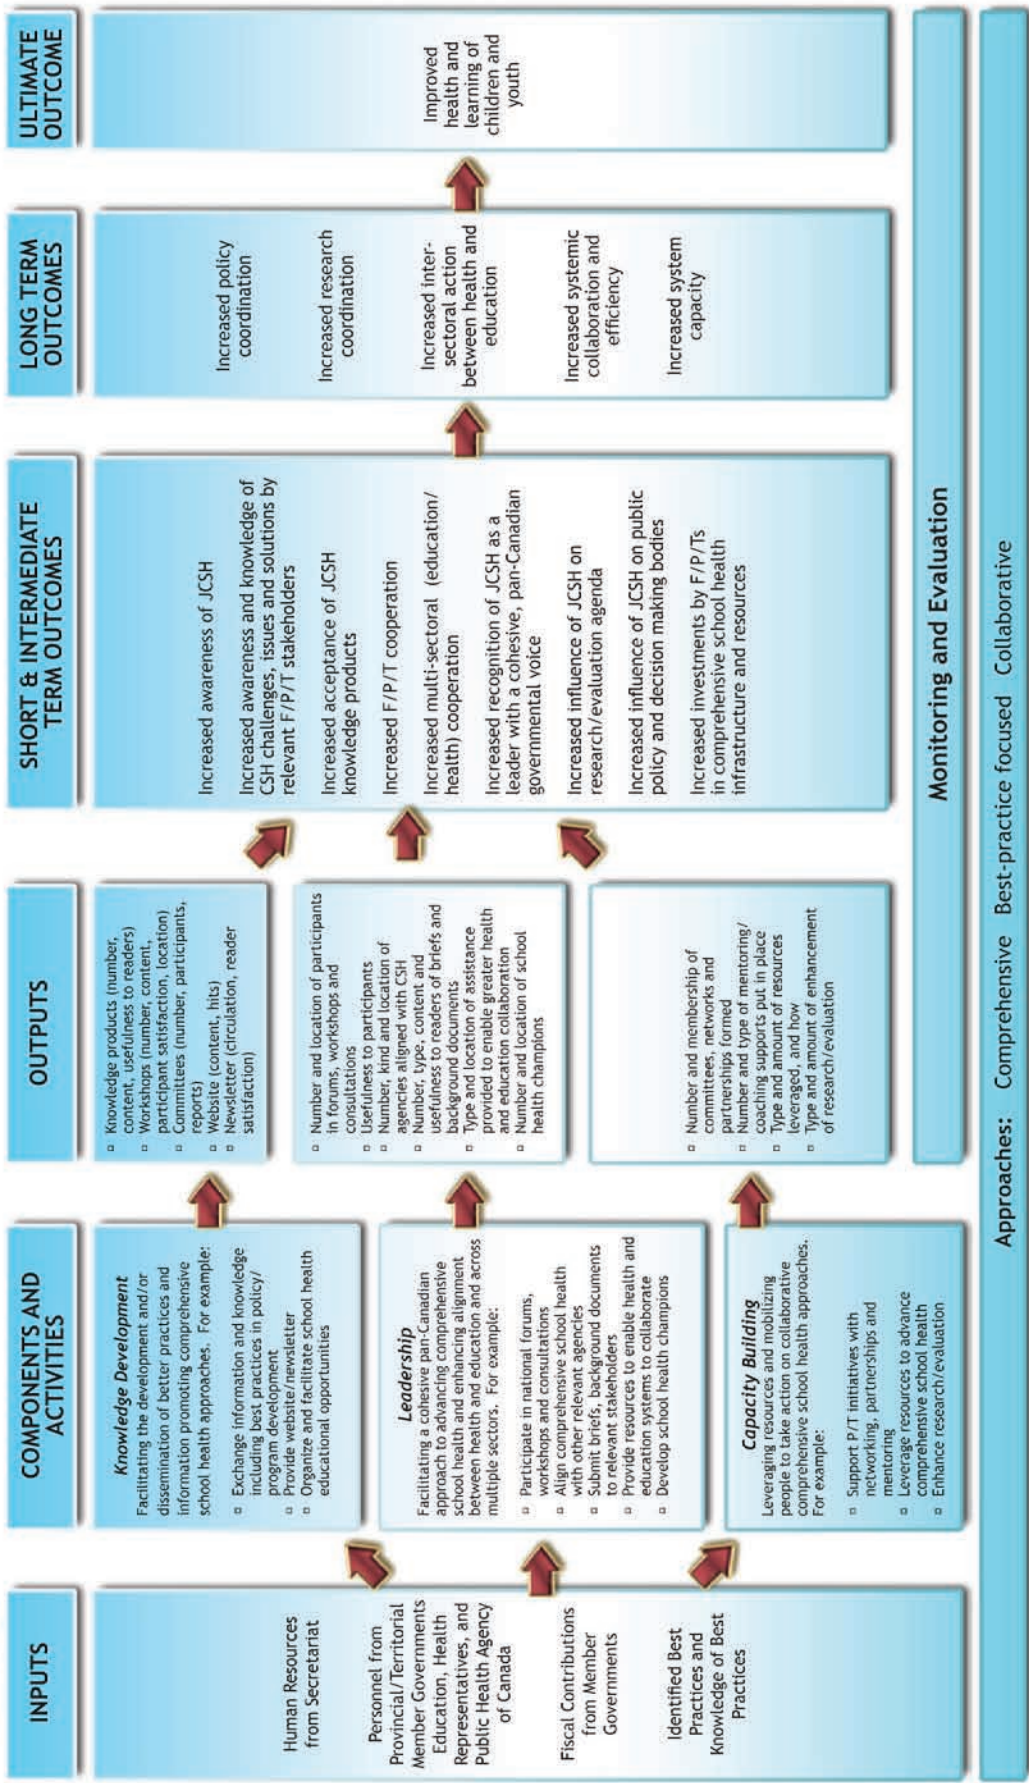 INPUTS
Human Resources
from Secretariat
Personnel from
Provincial/Territorial
Member Governments
Education, Health
Representatives, and
Public Health Agency
of Canada
Fiscal Contributions
from Member
Governments
Identified Best
Practices and
Knowledge of Best
Practices
COMPONENTS AND
ACTIVITIES
Knowledge Development
Facilitating the development and/or
dissemination of better practices and
information promoting comprehensive
school health approaches. For example:
▫ Exchange information and knowledge
including best practices in policy/
program development
▫ Provide website/newsletter
▫ Organize and facilitate school health
educational opportunities
Leadership
Facilitating a cohesive pan-Canadian
approach to advancing comprehensive
school health and enhancing alignment
between health and education and across
multiple sectors. For example:
▫ Participate in national forums,
workshops and consultations
▫ Align comprehensive school health
with other relevant agencies
▫ Submit briefs, background documents
to relevant stakeholders
▫ Provide resources to enable health and
education systems to collaborate
▫ Develop school health champions
Capacity Building
Leveraging resources and mobilizing
people to take action on collaborative
comprehensive school health approaches.
For example:
▫ Support P/T initiatives with
networking, partnerships and
mentoring
▫ Leverage resources to advance
comprehensive school health
▫ Enhance research/evaluation
OUTPUTS
▫ Knowledge products (number,
content, usefulness to readers)
▫ Workshops (number, content,
participant satisfaction, location)
▫ Committees (number, participants,
reports)
▫ Website (content, hits)
▫ Newsletter (circulation, reader
satisfaction)
▫ Number and location of participants
in forums, workshops and
consultations
▫ Usefulness to participants
▫ Number, kind and location of
agencies aligned with CSH
▫ Number, type, content and
usefulness to readers of briefs and
background documents
▫ Type and location of assistance
provided to enable greater health
and education collaboration
▫ Number and location of school
health champions
▫ Number and membership of
committees, networks and
partnerships formed
▫ Number and type of mentoring/
coaching supports put in place
▫ Type and amount of resources
leveraged, and how
▫ Type and amount of enhancement
of research/evaluation
SHORT & INTERMEDIATE
TERM OUTCOMES
Increased awareness of JCSH
Increased awareness and knowledge of
CSH challenges, issues and solutions by
relevant F/P/T stakeholders
Increased acceptance of JCSH
knowledge products
Increased F/P/T cooperation
Increased multi-sectoral (education/
health) cooperation
Increased recognition of JCSH as a
leader with a cohesive, pan-Canadian
governmental voice
Increased influence of JCSH on
research/evaluation agenda
Increased influence of JCSH on public
policy and decision making bodies
Increased investments by F/P/Ts
in comprehensive school health
infrastructure and resources
LONG TERM
OUTCOMES
Increased policy
coordination
Increased research
coordination
Increased inter-
sectoral action
between health and
education
Increased systemic
collaboration and
efficiency
Increased system
capacity
ULTIMATE
OUTCOME
Improved
health and
learning of
children and
youth
Monitoring and Evaluation
Approaches: Comprehensive Best-practice focused Collaborative